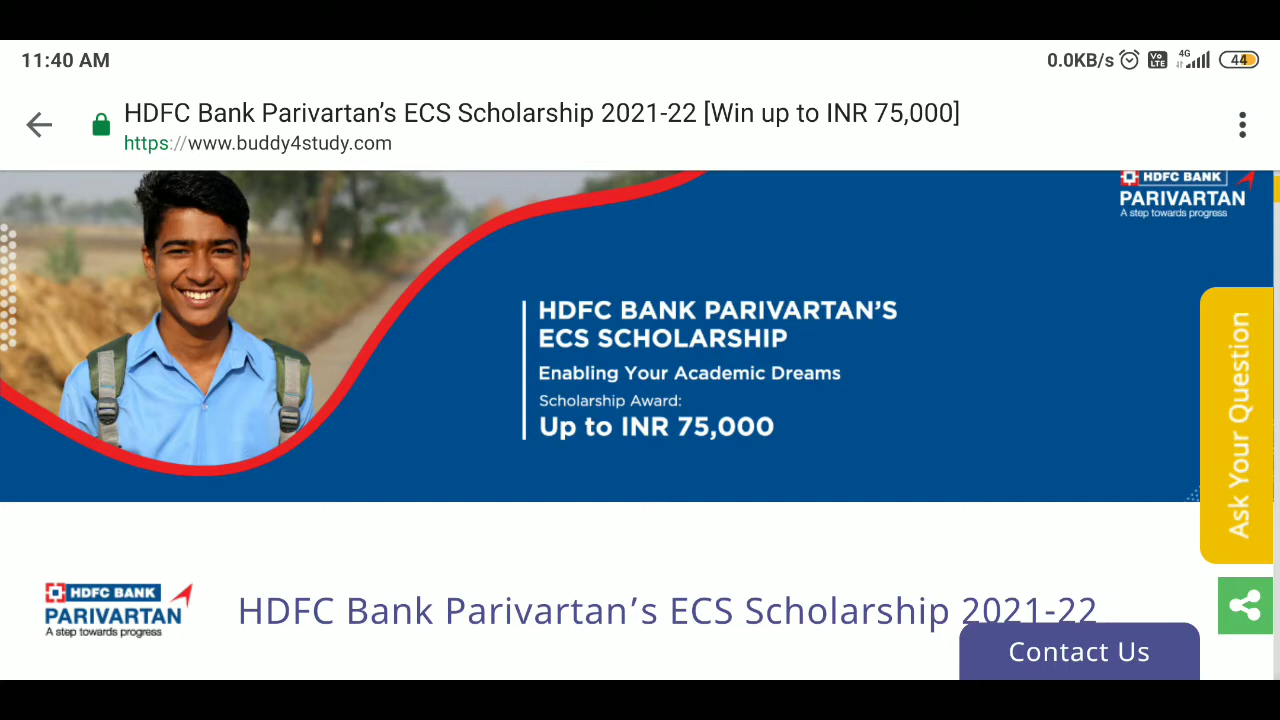 11:40 AM
0.0KB/s
Vo
LTE
4G
44
HDFC Bank Parivartan’s ECS Scholarship 2021-22 [Win up to INR 75,000]
https://www.buddy4study.com
HDFC BANK
PARIVARTAN
A step towards progress
HDFC BANK PARIVARTAN’S
ECS SCHOLARSHIP
Enabling Your Academic Dreams
Scholarship Award:
Up to INR 75,000
Ask Your Question
HDFC BANK
PARIVARTAN
A step towards progress
HDFC Bank Parivartan’s ECS Scholarship 2021-22
Contact Us